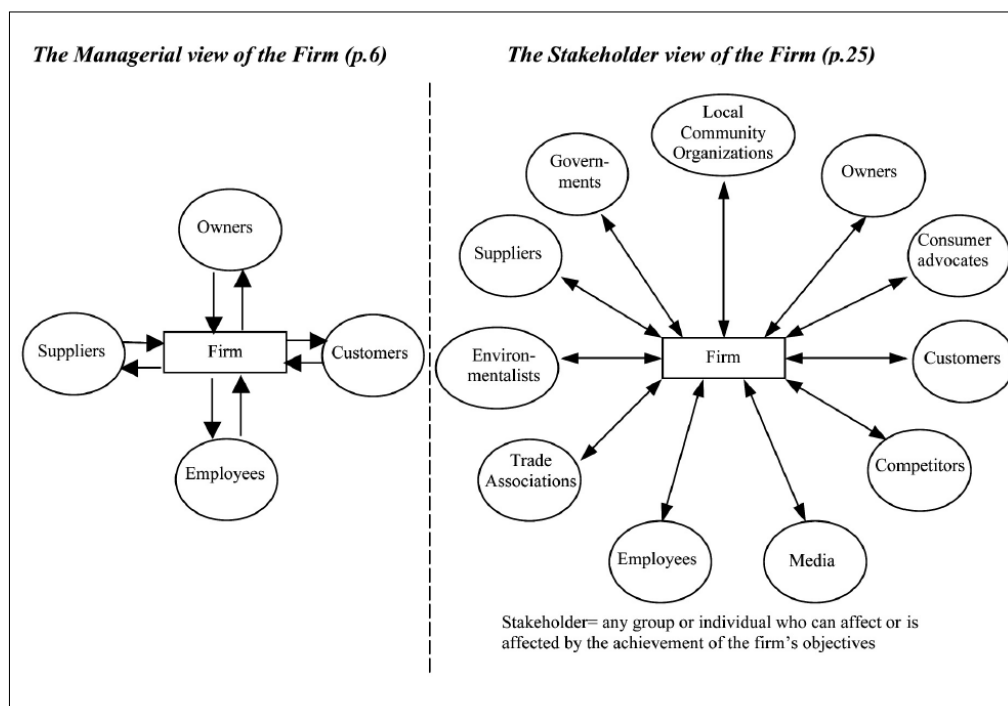 The Managerial view of the Firm (p.6)
Owners
Suppliers
Firm
Customers
Employees
The Stakeholder view of the Firm (p.25)
Local
Community
Organizations
Govern-
ments
Owners
Suppliers
Consumer
advocates
Environ-
mentalists
Firm
Customers
Trade
Associations
Competitors
Employees
Media
Stakeholder= any group or individual who can affect or is
affected by the achievement of the firm’s objectives